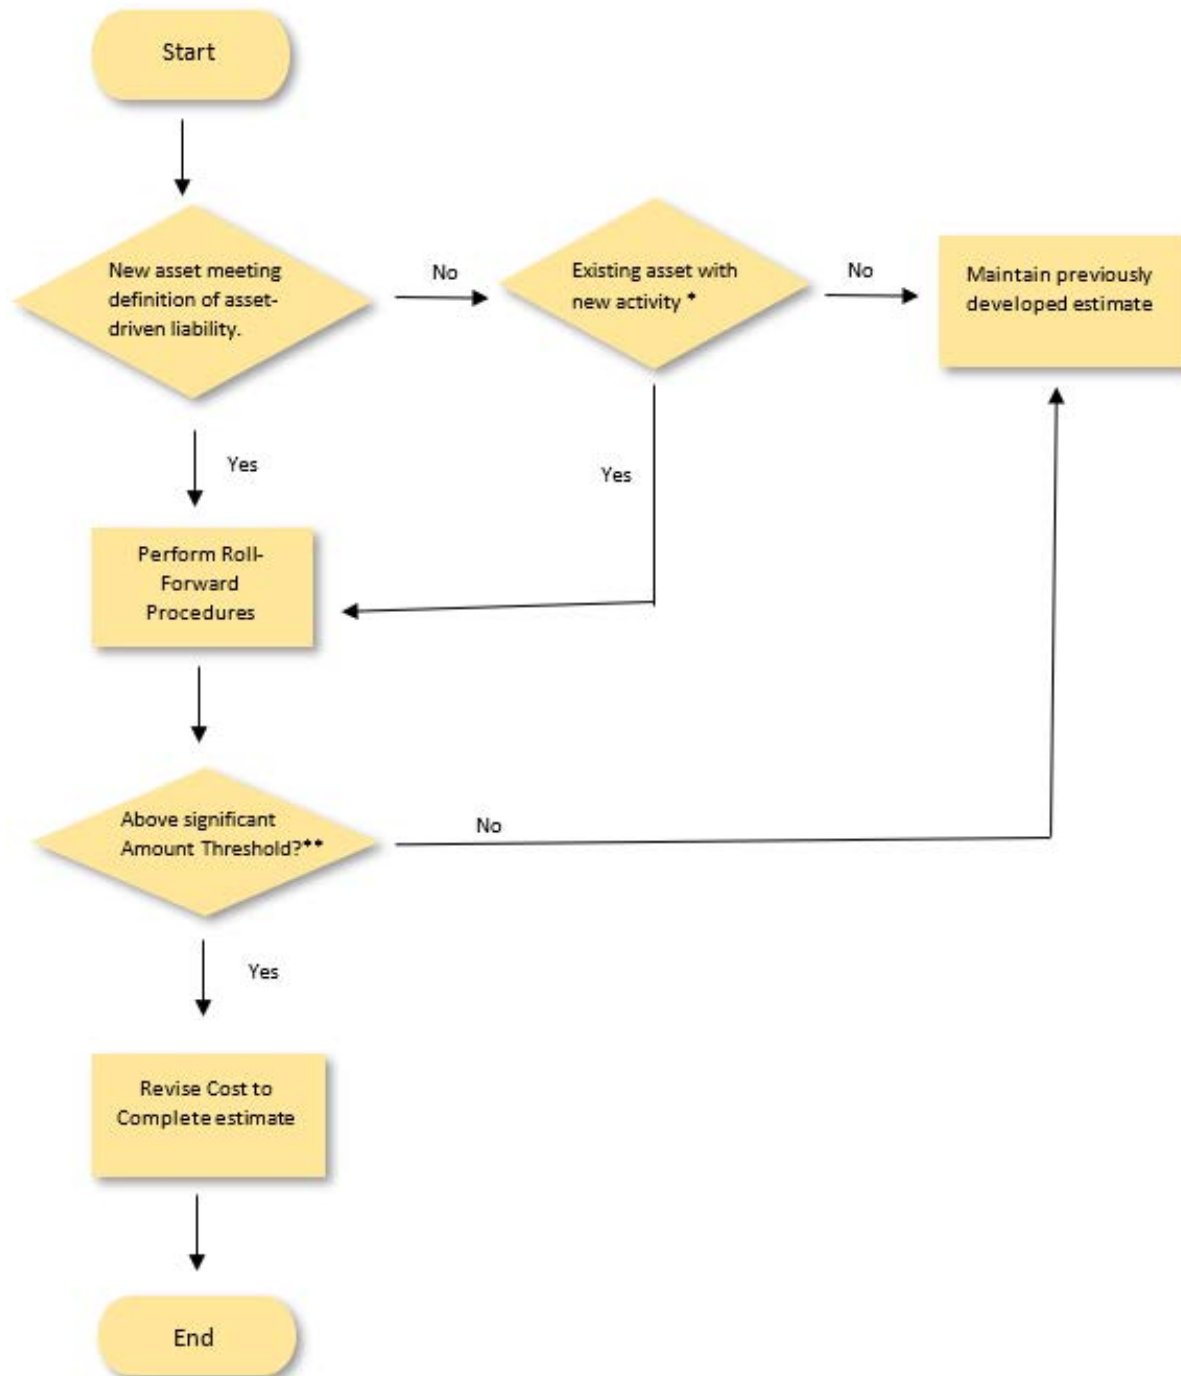 Start
New asset meeting
definition of asset-
driven liability.
No
Existing asset with
new activity *
No
Maintain previously
developed estimate
Yes
Yes
Perform Roll-
Forward
Procedures
Above significant
Amount Threshold?**
No
Yes
Revise Cost to
Complete estimate
End